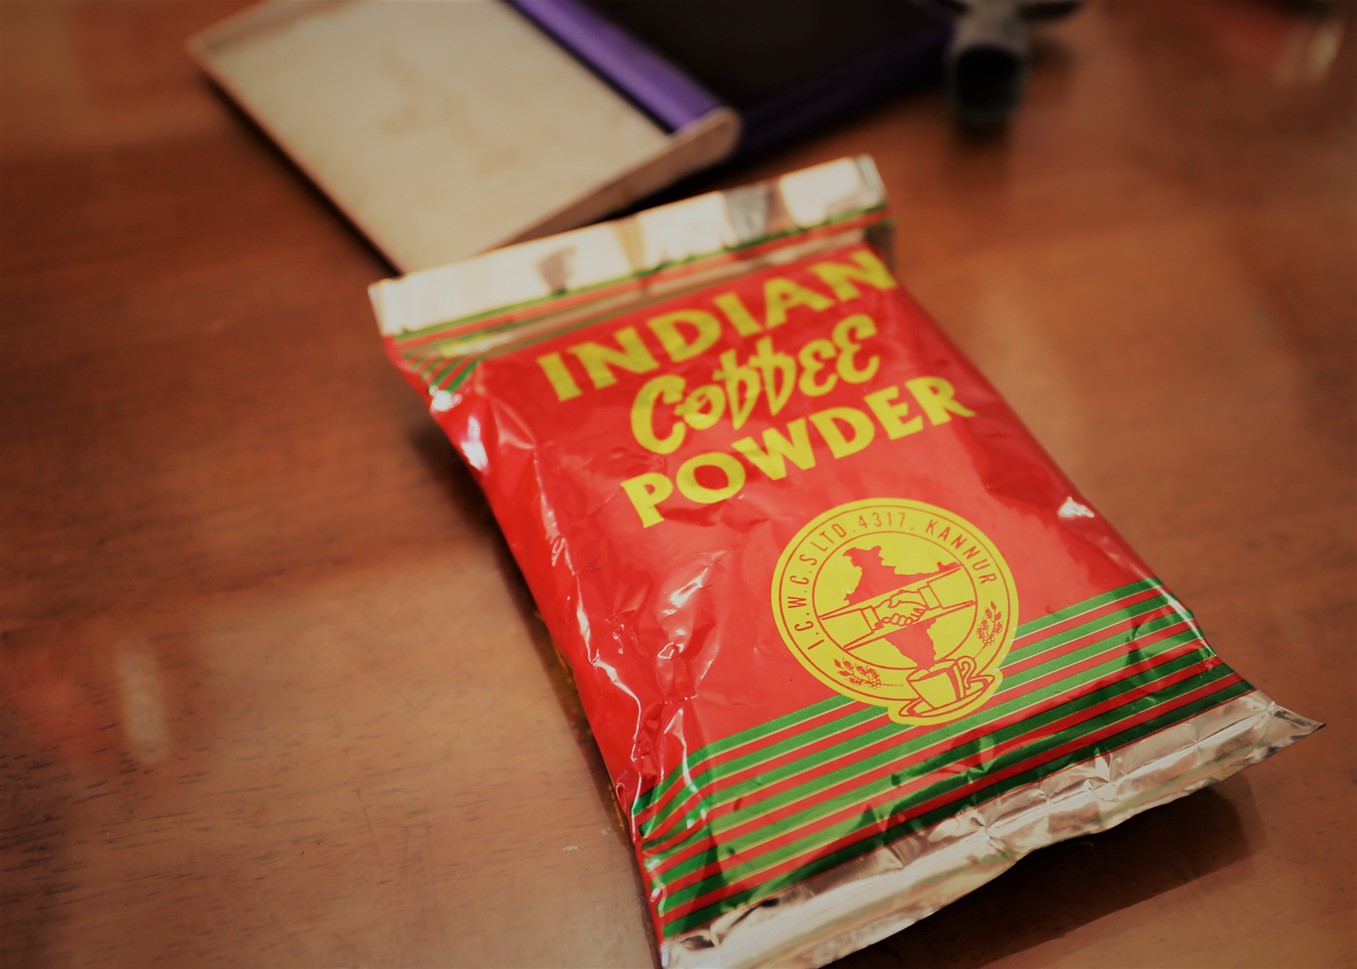 INDIAN
Coffee
POWDER
I.C.W.C.S LTD.4317, KANNUR